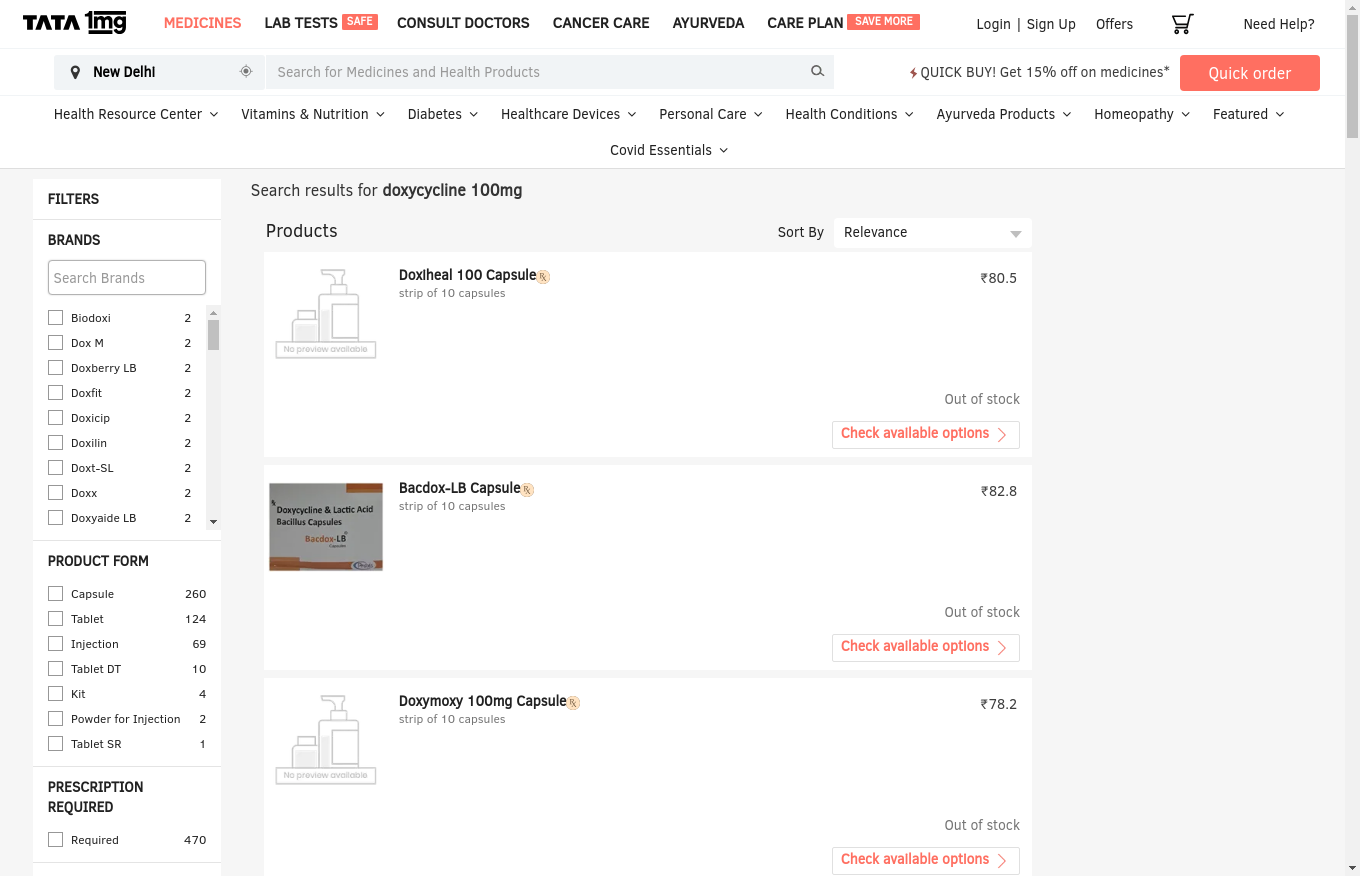 TATA 1mg
MEDICINES LAB TESTS SAFE CONSULT DOCTORS CANCER CARE AYURVEDA CARE PLAN SAVE MORE Login | Sign Up Offers Need Help?
New Delhi Search for Medicines and Health Products QUICK BUY! Get 15% off on medicines* Quick order
Health Resource Center Vitamins & Nutrition Diabetes Healthcare Devices Personal Care Health Conditions Ayurveda Products Homeopathy Featured
Covid Essentials
FILTERS
BRANDS
Search Brands
Biodoxi 2
Dox M 2
Doxberry LB 2
Doxfit 2
Doxicip 2
Doxilin 2
Doxt-SL 2
Doxx 2
Doxyaide LB 2
PRODUCT FORM
Capsule 260
Tablet 124
Injection 69
Tablet DT 10
Kit 4
Powder for Injection 2
Tablet SR 1
PRESCRIPTION
REQUIRED
Required 470
Search results for doxycycline 100mg
Products Sort By Relevance
No preview available
Doxiheal 100 Capsule Rx
strip of 10 capsules
₹80.5
Out of stock
Check available options
Doxycycline & Lactic Acid
Bacillus Capsules
Bacdox-LB
Capsules
Bacdox-LB Capsule Rx
strip of 10 capsules
₹82.8
Out of stock
Check available options
No preview available
Doxymoxy 100mg Capsule Rx
strip of 10 capsules
₹78.2
Out of stock
Check available options